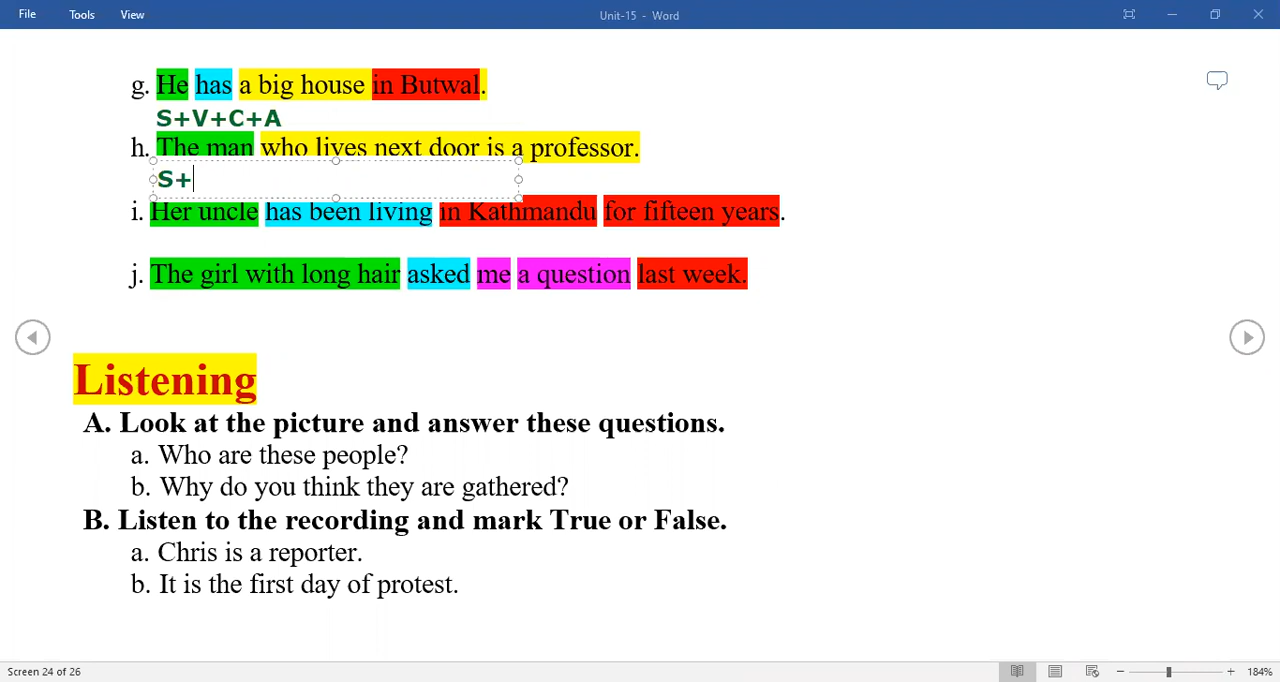 File Tools View Unit-15 - Word
g. He has a big house in Butwal.
S+V+C+A
h. The man who lives next door is a professor.
S+
i. Her uncle has been living in Kathmandu for fifteen years.
j. The girl with long hair asked me a question last week.
Listening
A. Look at the picture and answer these questions.
a. Who are these people?
b. Why do you think they are gathered?
B. Listen to the recording and mark True or False.
a. Chris is a reporter.
b. It is the first day of protest.
Screen 24 of 26 184%